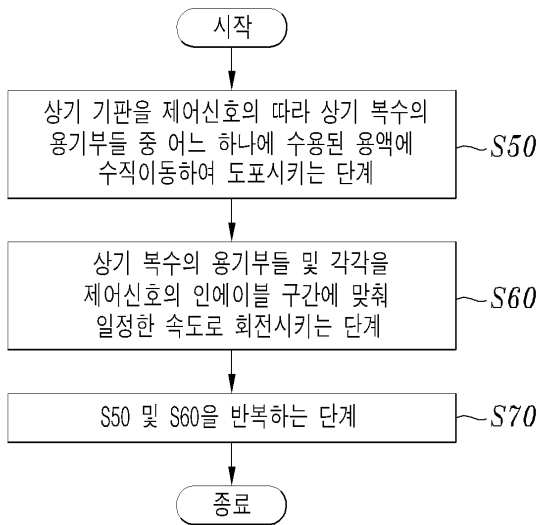 시작
상기 기판을 제어신호의 따라 상기 복수의
용기부들 중 어느 하나에 수용된 용액에
수직이동하여 도포시키는 단계
S50
상기 복수의 용기부들 및 각각을
제어신호의 인에이블 구간에 맞춰
일정한 속도로 회전시키는 단계
S60
S50 및 S60을 반복하는 단계
S70
종료